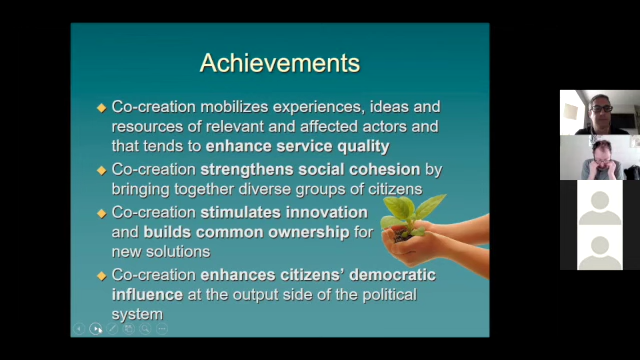 Achievements
Co-creation mobilizes experiences, ideas and
resources of relevant and affected actors and
that tends to enhance service quality
Co-creation strengthens social cohesion by
bringing together diverse groups of citizens
Co-creation stimulates innovation
and builds common ownership for
new solutions
Co-creation enhances citizens' democratic
influence at the output side of the political
system